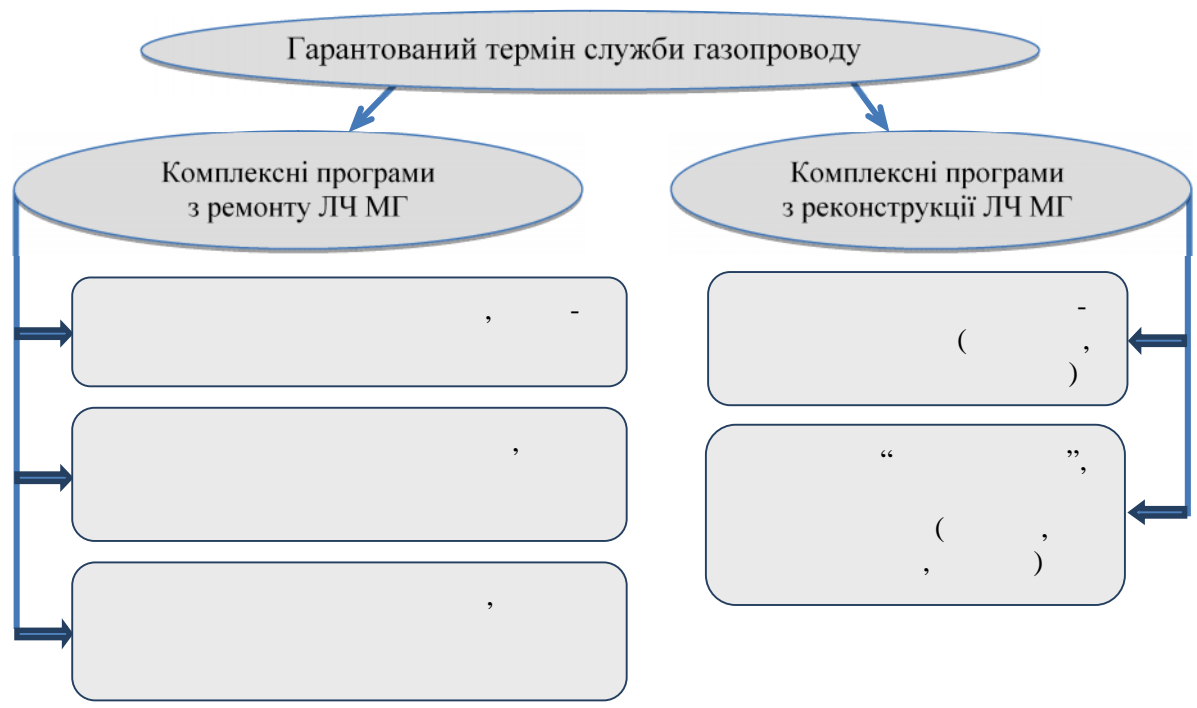 Гарантований термін служби газопроводу
Комплексні програми
з ремонту ЛЧ МГ
Комплексні програми
з реконструкції ЛЧ МГ
, -
,
,
-
( ,
)
“ ”,
( ,
, )